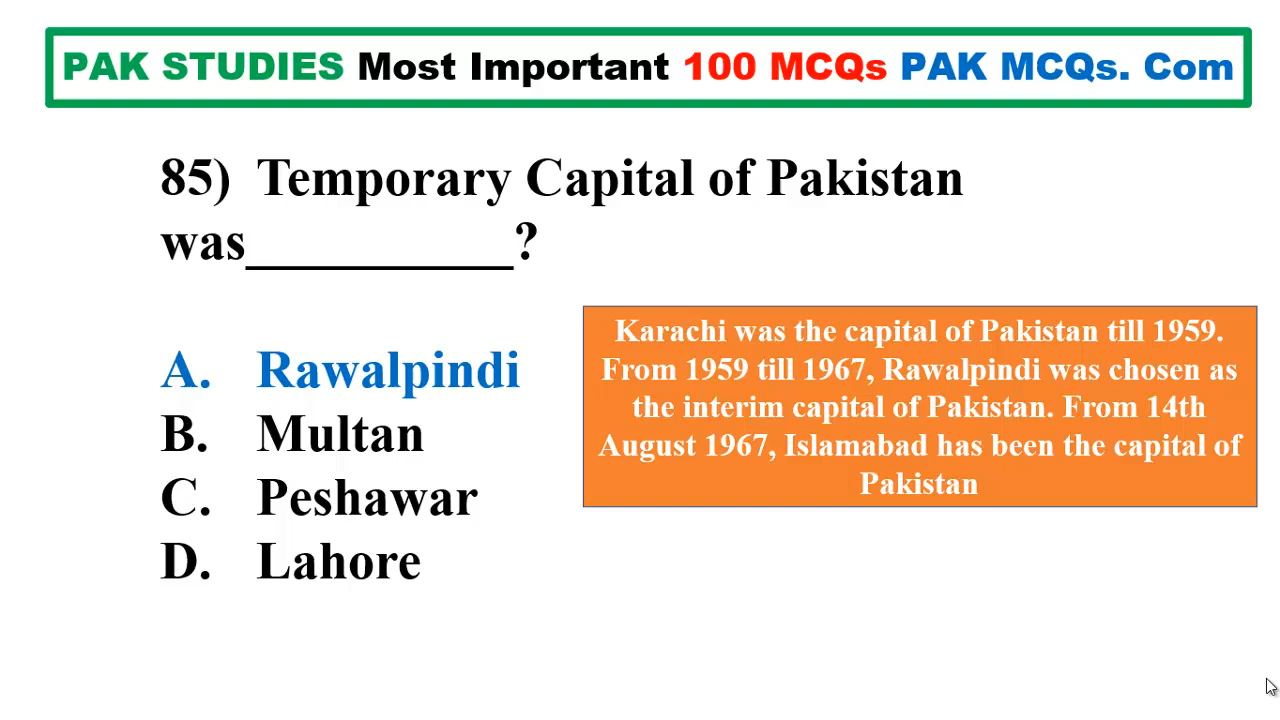 PAK STUDIES Most Important 100 MCQs PAK MCQs. Com
85) Temporary Capital of Pakistan
was__________?
A. Rawalpindi
B. Multan
C. Peshawar
D. Lahore
Karachi was the capital of Pakistan till 1959.
From 1959 till 1967, Rawalpindi was chosen as
the interim capital of Pakistan. From 14th
August 1967, Islamabad has been the capital of
Pakistan